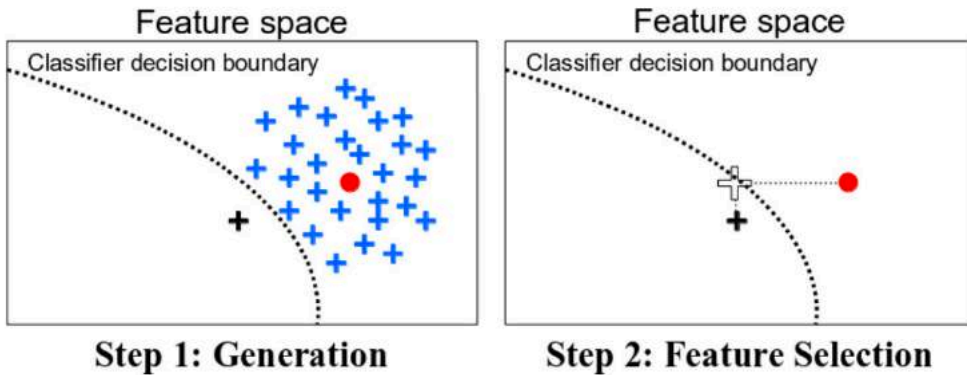 Feature space
Classifier decision boundary
Step 1: Generation
Feature space
Classifier decision boundary
Step 2: Feature Selection